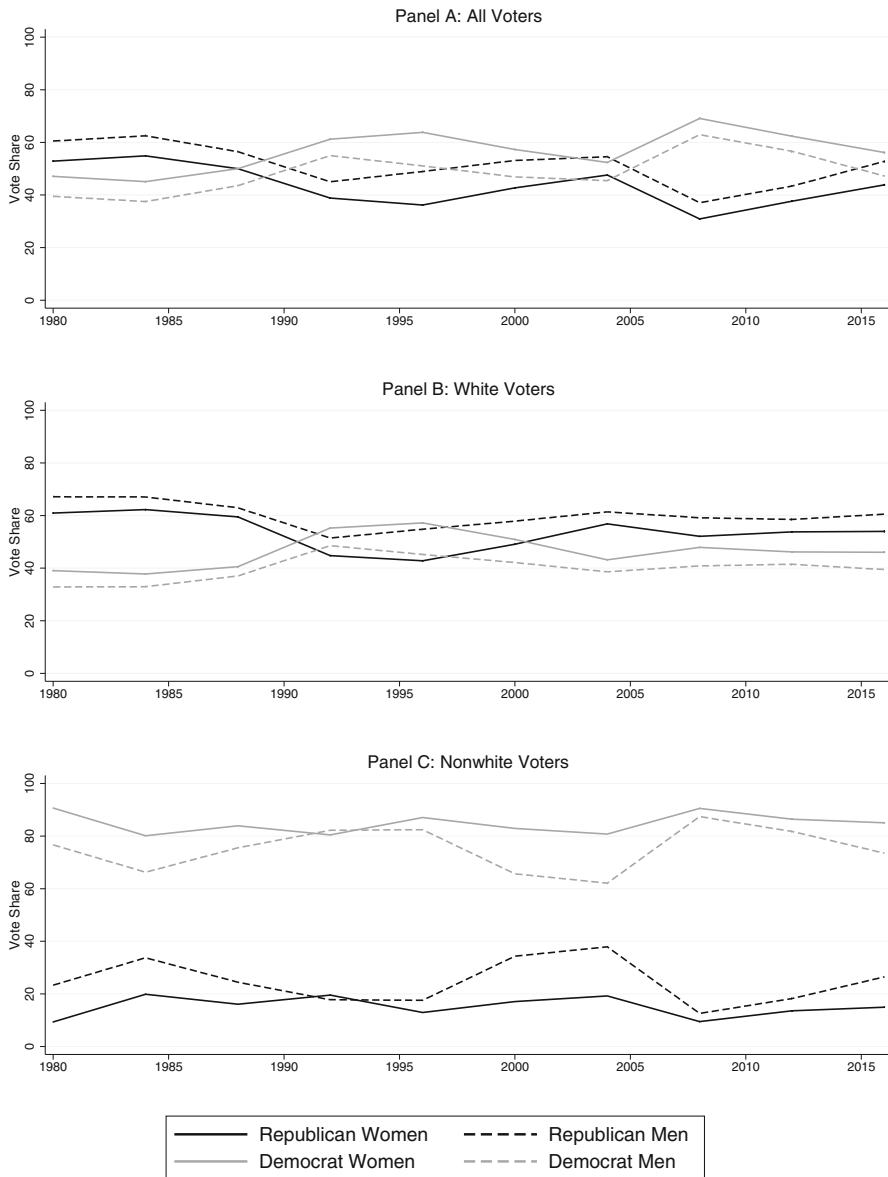 Panel A: All Voters
Vote Share
100
80
60
40
20
0
1980 1985 1990 1995 2000 2005 2010 2015
Panel B: White Voters
Vote Share
100
80
60
40
20
0
1980 1985 1990 1995 2000 2005 2010 2015
Panel C: Nonwhite Voters
Vote Share
100
80
60
40
20
0
1980 1985 1990 1995 2000 2005 2010 2015
Republican Women Republican Men
Democrat Women Democrat Men